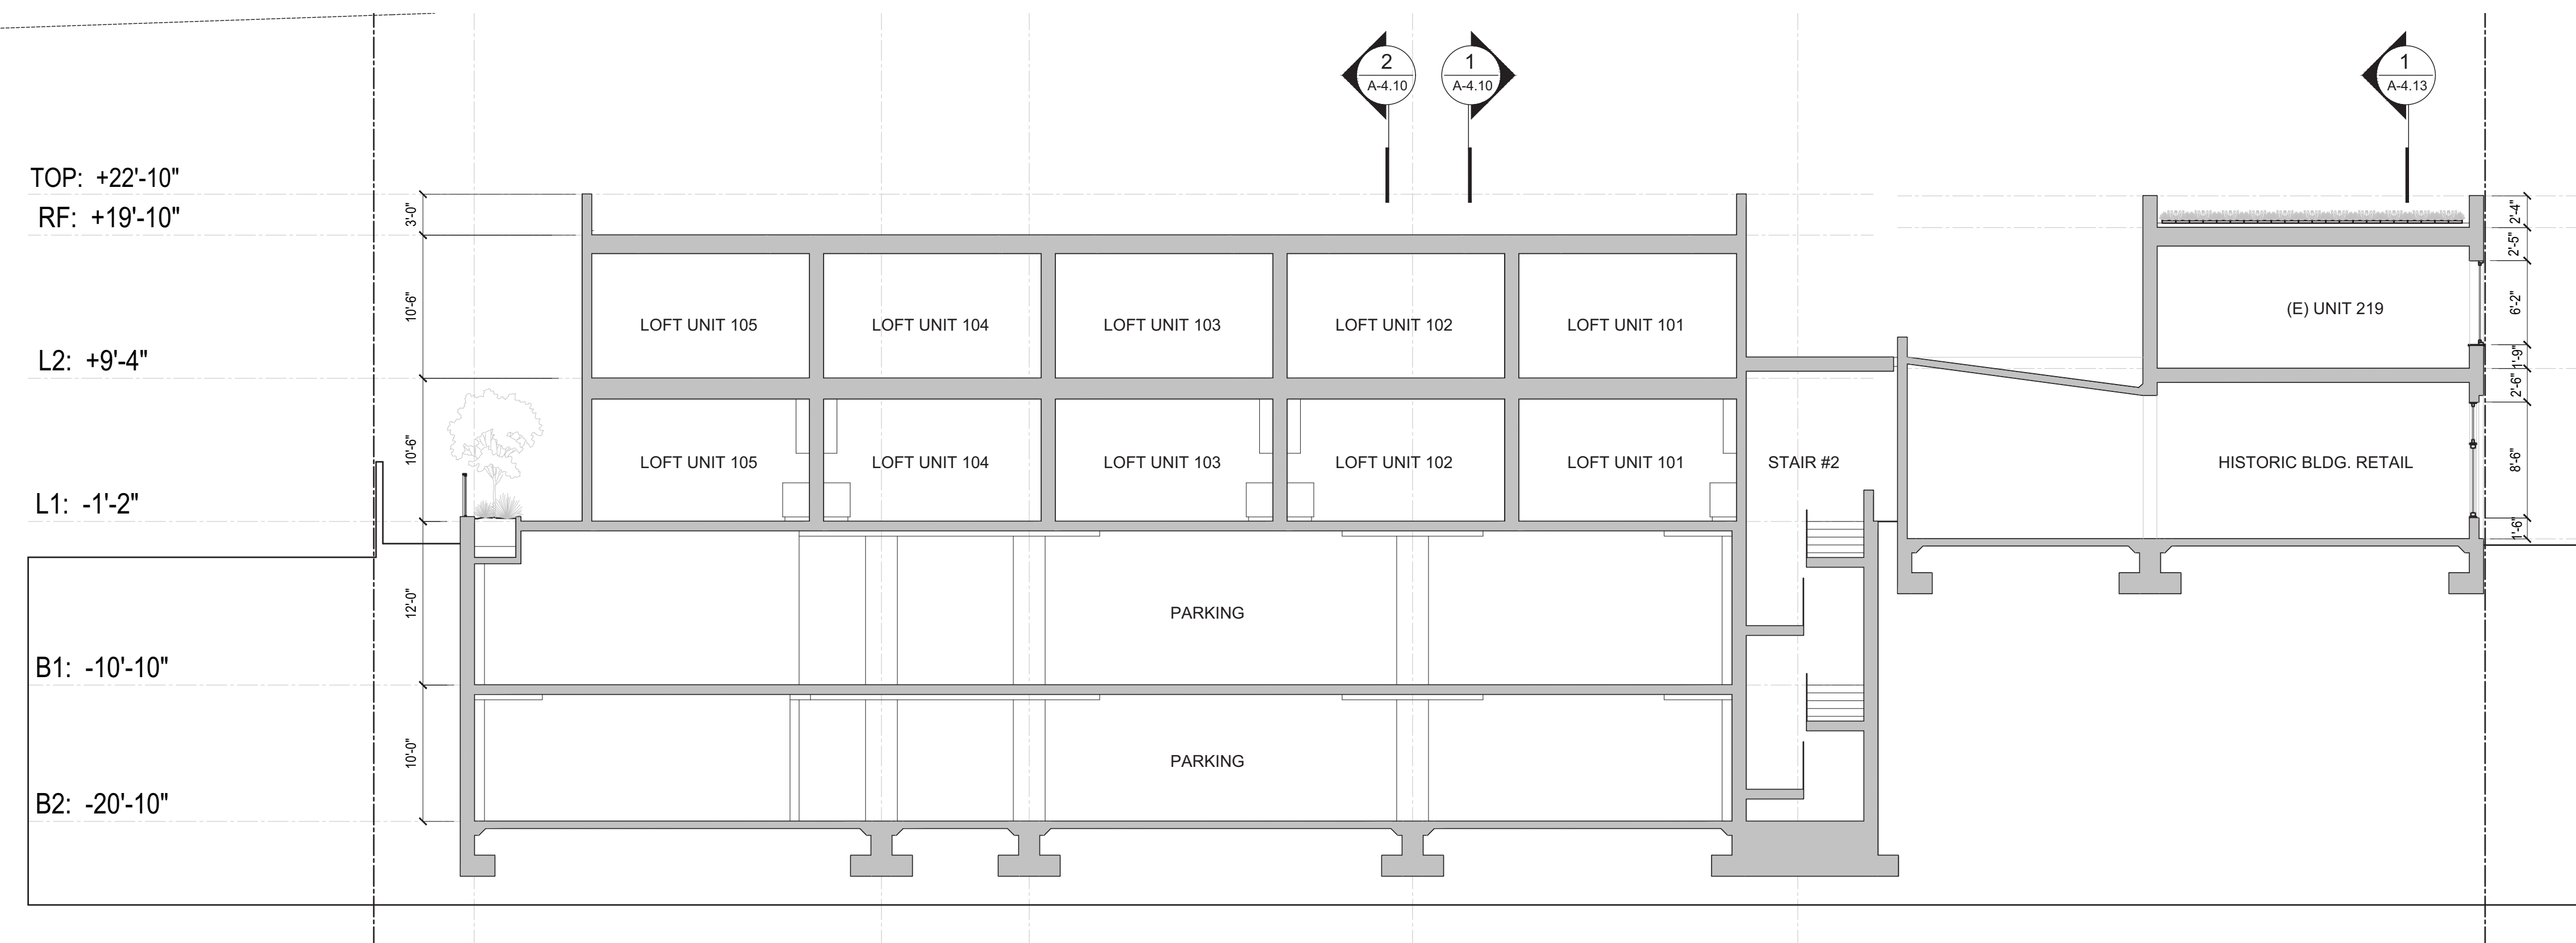 2
A-4.10
1
A-4.10
1
A-4.13
TOP: +22'-10"
RF: +19'-10"
L2: +9'-4"
L1: -1'-2"
B1: -10'-10"
B2: -20'-10"
3'-0"
10'-6"
10'-6"
12'-0"
10'-0"
LOFT UNIT 105
LOFT UNIT 104
LOFT UNIT 103
LOFT UNIT 102
LOFT UNIT 101
(E) UNIT 219
LOFT UNIT 105
LOFT UNIT 104
LOFT UNIT 103
LOFT UNIT 102
LOFT UNIT 101
STAIR #2
HISTORIC BLDG. RETAIL
PARKING
PARKING
2'-4"
2'-5"
6'-2"
1'-9"
2'-6"
8'-6"
1'-6"